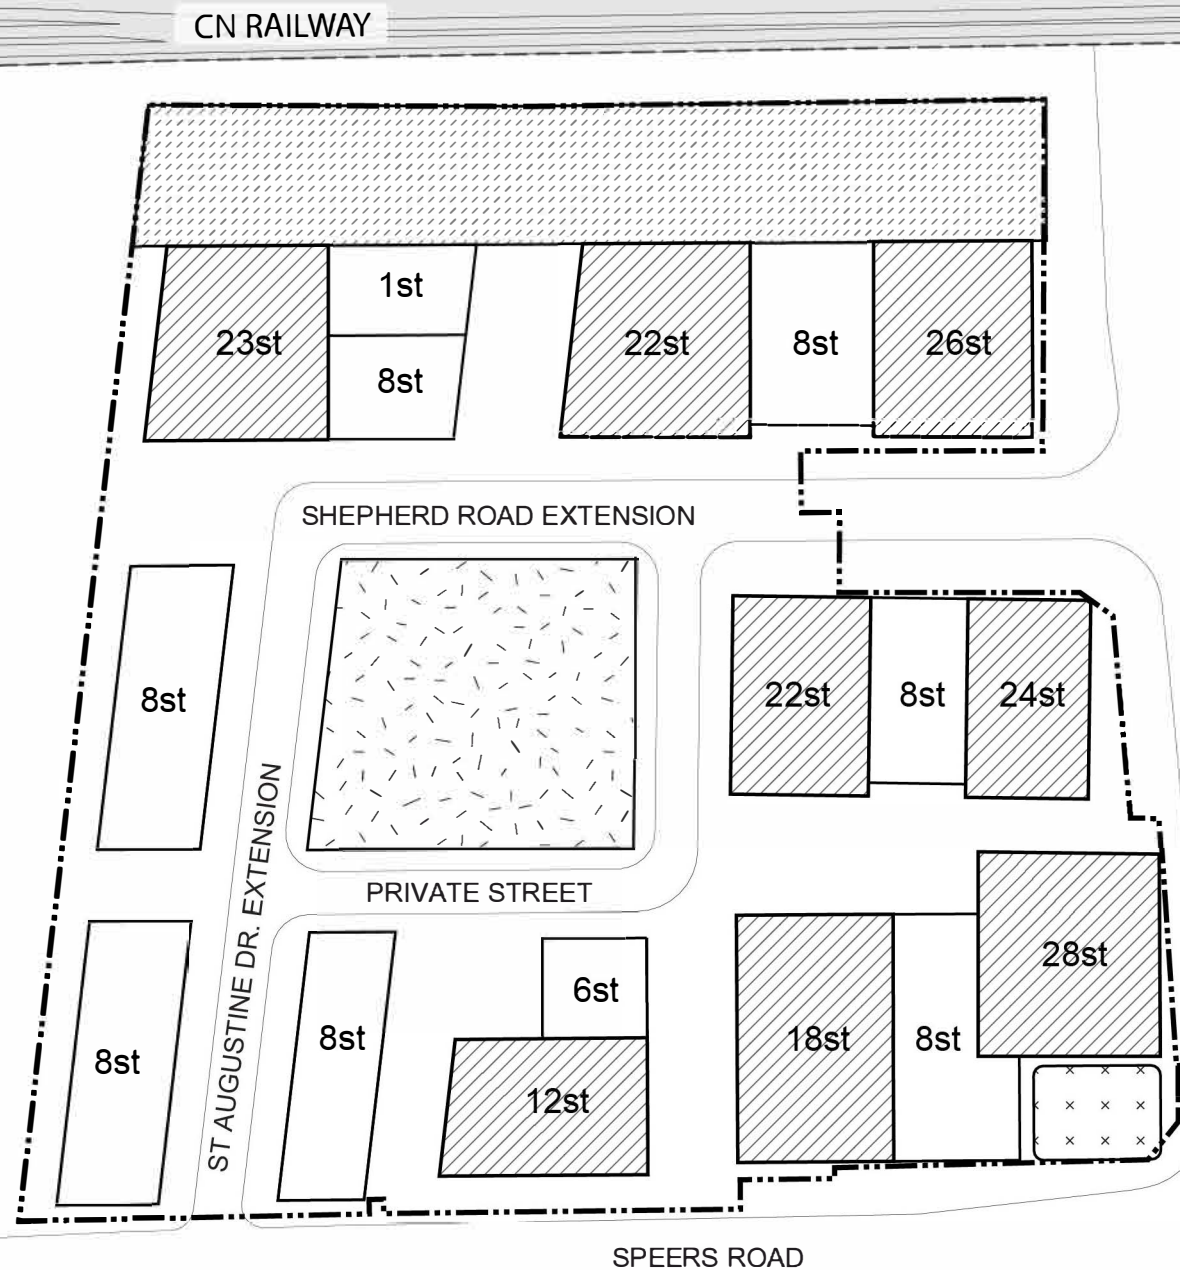 CN RAILWAY
1st
23st
22st
8st
26st
8st
SHEPHERD ROAD EXTENSION
8st
22st
8st
24st
ST AUGUSTINE DR. EXTENSION
PRIVATE STREET
28st
6st
8st
18st
8st
8st
12st
SPEERS ROAD